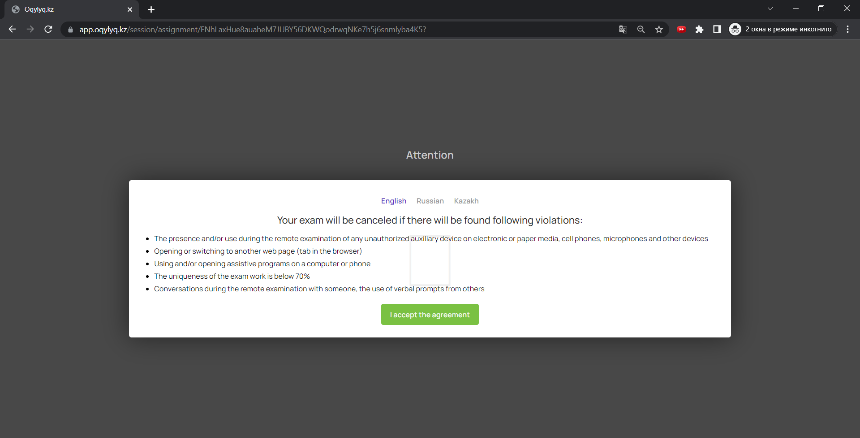 Oqylyq.kz
app.oqylyq.kz/session/assignment/
2 окна в режиме инкогнито
Attention
English Russian Kazakh
Your exam will be canceled if there will be found following violations:
The presence and/or use during the remote examination of any unauthorized auxiliary device on electronic or paper media, cell phones, microphones and other devices
Opening or switching to another web page (tab in the browser)
Using and/or opening assistive programs on a computer or phone
The uniqueness of the exam work is below 70%
Conversations during the remote examination with someone, the use of verbal prompts from others
I accept the agreement